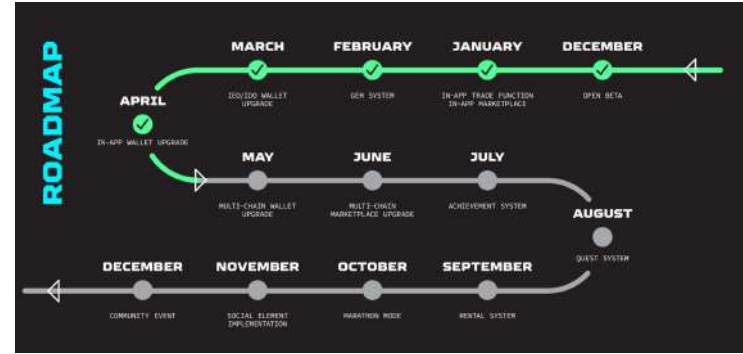 ROADMAP
MARCH
FEBRUARY
JANUARY
DECEMBER
IEO/IDO WALLET
UPGRADE
GEM SYSTEM
IN-APP TRADE FUNCTION
IN-APP MARKETPLACE
OPEN BETA
APRIL
IN-APP WALLET UPGRADE
MAY
JUNE
JULY
MULTI-CHAIN WALLET
UPGRADE
MULTI-CHAIN
MARKETPLACE UPGRADE
ACHIEVEMENT SYSTEM
AUGUST
QUEST SYSTEM
DECEMBER
NOVEMBER
OCTOBER
SEPTEMBER
COMMUNITY EVENT
SOCIAL ELEMENT
IMPLEMENTATION
MARATHON MODE
RENTAL SYSTEM